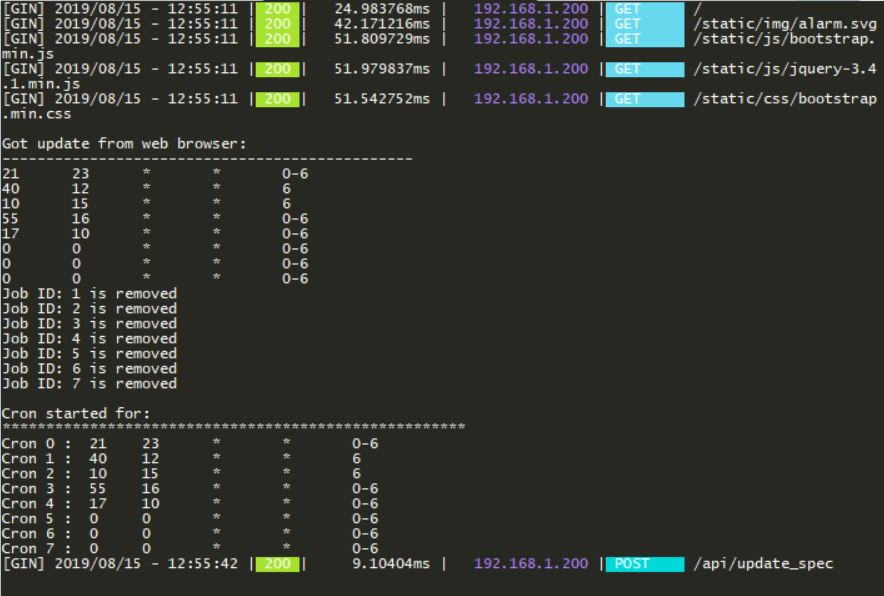 [GIN] 2019/08/15 - 12:55:11 | 200 |   24.983768ms |   192.168.1.200 | GET      /
[GIN] 2019/08/15 - 12:55:11 | 200 |   42.171216ms |   192.168.1.200 | GET      /static/img/alarm.svg
[GIN] 2019/08/15 - 12:55:11 | 200 |   51.809729ms |   192.168.1.200 | GET      /static/js/bootstrap.
min.js
[GIN] 2019/08/15 - 12:55:11 | 200 |   51.979837ms |   192.168.1.200 | GET      /static/js/jquery-3.4
.1.min.js
[GIN] 2019/08/15 - 12:55:11 | 200 |   51.542752ms |   192.168.1.200 | GET      /static/css/bootstrap
.min.css
Got update from web browser:
-----------------------------------------------
21      23      *       *       0-6
40      12      *       *       6
10      15      *       *       6
55      16      *       *       0-6
17      10      *       *       0-6
0       0       *       *       0-6
0       0       *       *       0-6
0       0       *       *       0-6
Job ID: 1 is removed
Job ID: 2 is removed
Job ID: 3 is removed
Job ID: 4 is removed
Job ID: 5 is removed
Job ID: 6 is removed
Job ID: 7 is removed
Cron started for:
*****************************************************
Cron 0 :  21    23      *       *       0-6
Cron 1 :  40    12      *       *       6
Cron 2 :  10    15      *       *       6
Cron 3 :  55    16      *       *       0-6
Cron 4 :  17    10      *       *       0-6
Cron 5 :  0     0       *       *       0-6
Cron 6 :  0     0       *       *       0-6
Cron 7 :  0     0       *       *       0-6
[GIN] 2019/08/15 - 12:55:42 | 200 |     9.10404ms |   192.168.1.200 | POST     /api/update_spec